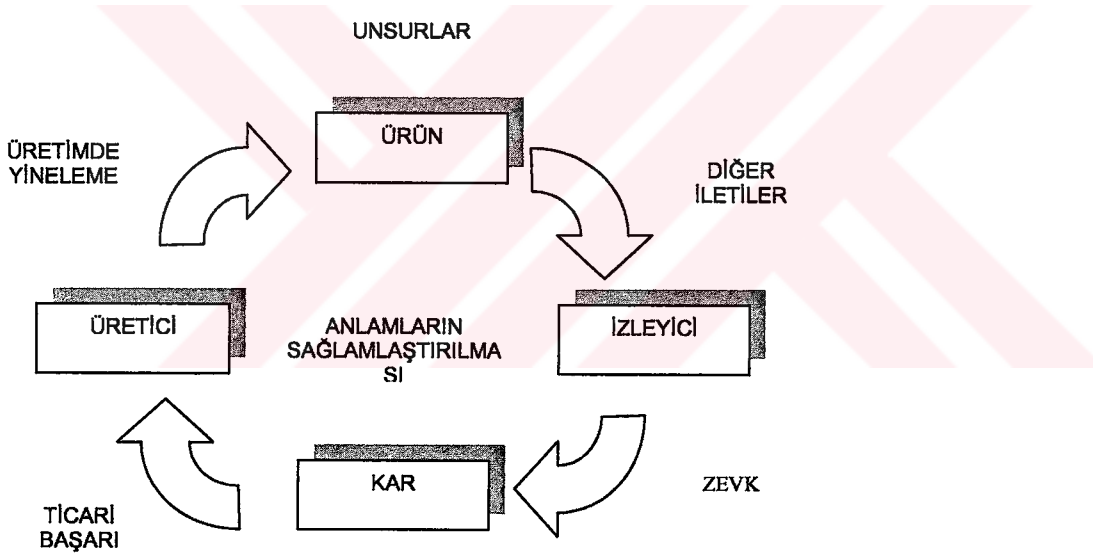 UNSURLAR
ÜRÜN
ÜRETİMDE
YİNELEME
DİĞER
İLETİLER
ÜRETİCİ
ANLAMLARIN
SAĞLAMLAŞTIRILMA
SI
İZLEYİCİ
KAR
ZEVK
TİCARİ
BAŞARI